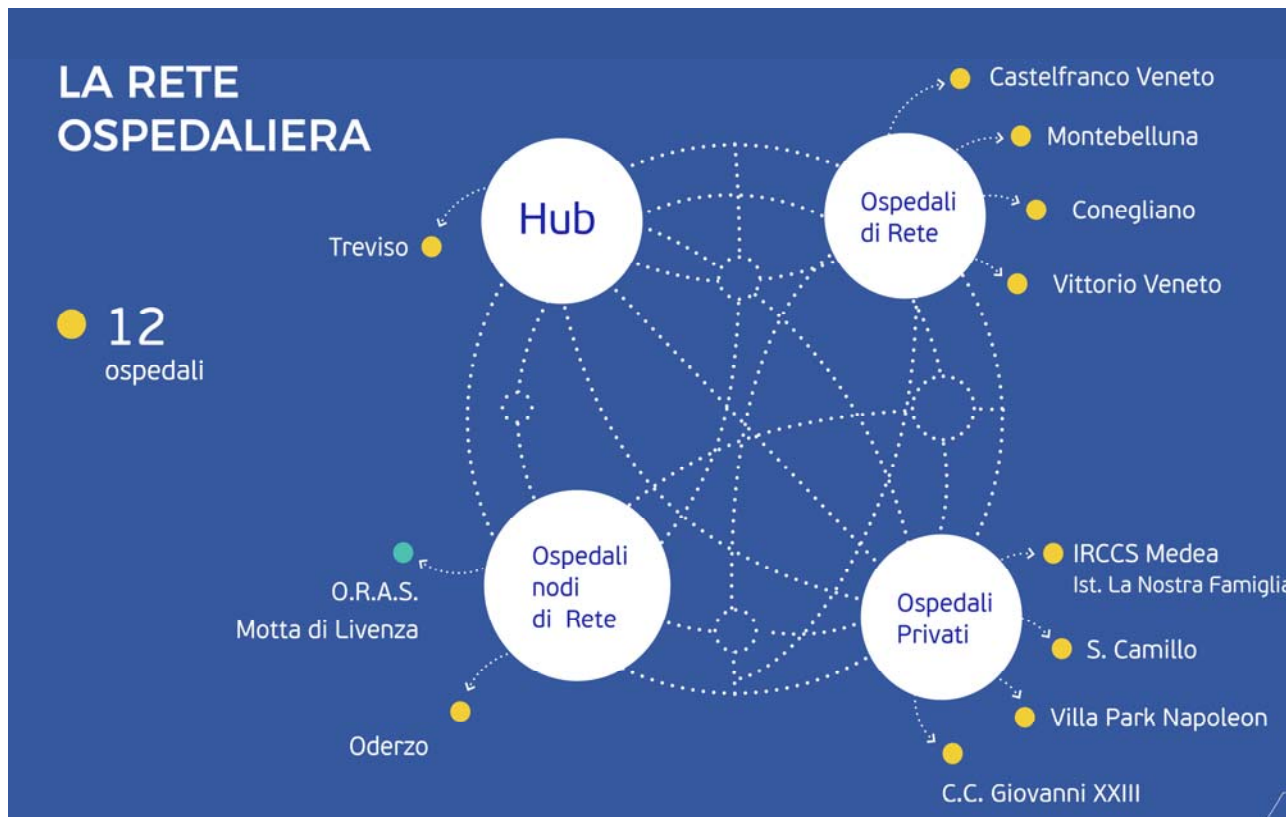 LA RETE
OSPEDALIERA
Hub
Treviso
12
ospedali
Ospedali
di Rete
Castelfranco Veneto
Montebelluna
Conegliano
Vittorio Veneto
Ospedali
nodi
di Rete
O.R.A.S.
Motta di Livenza
Oderzo
Ospedali
Privati
IRCCS Medea
Ist. La Nostra Famiglia
S. Camillo
Villa Park Napoleon
C.C. Giovanni XXIII